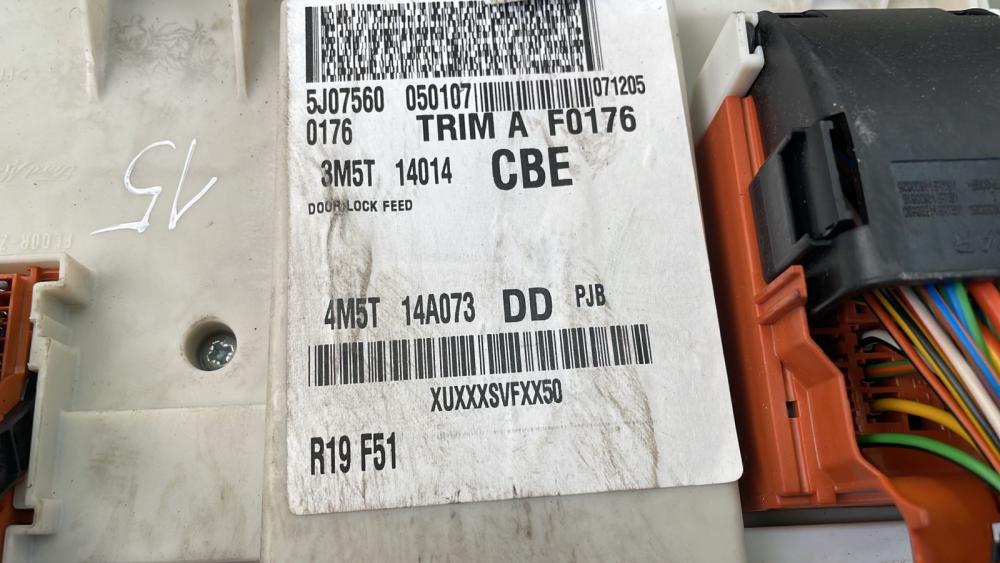 5J07560 050107 071205
0176 TRIM A F0176
3M5T 14014 CBE
DOOR LOCK FEED
4M5T 14A073 DD PJB
XUXXXSVFXX50
R19 F51
15